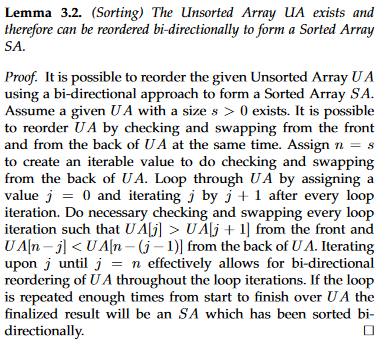 Lemma 3.2. (Sorting) The Unsorted Array UA exists and
therefore can be reordered bi-directionally to form a Sorted Array
SA.
Proof. It is possible to reorder the given Unsorted Array UA
using a bi-directional approach to form a Sorted Array SA.
Assume a given UA with a size s > 0 exists. It is possible
to reorder UA by checking and swapping from the front
and from the back of UA at the same time. Assign n = s
to create an iterable value to do checking and swapping
from the back of UA. Loop through UA by assigning a
value j = 0 and iterating j by j + 1 after every loop
iteration. Do necessary checking and swapping every loop
iteration such that UA[j] > UA[j + 1] from the front and
UA[n − j] < UA[n − (j − 1)] from the back of UA. Iterating
upon j until j = n effectively allows for bi-directional
reordering of UA throughout the loop iterations. If the loop
is repeated enough times from start to finish over UA the
finalized result will be an SA which has been sorted bi-
directionally. □